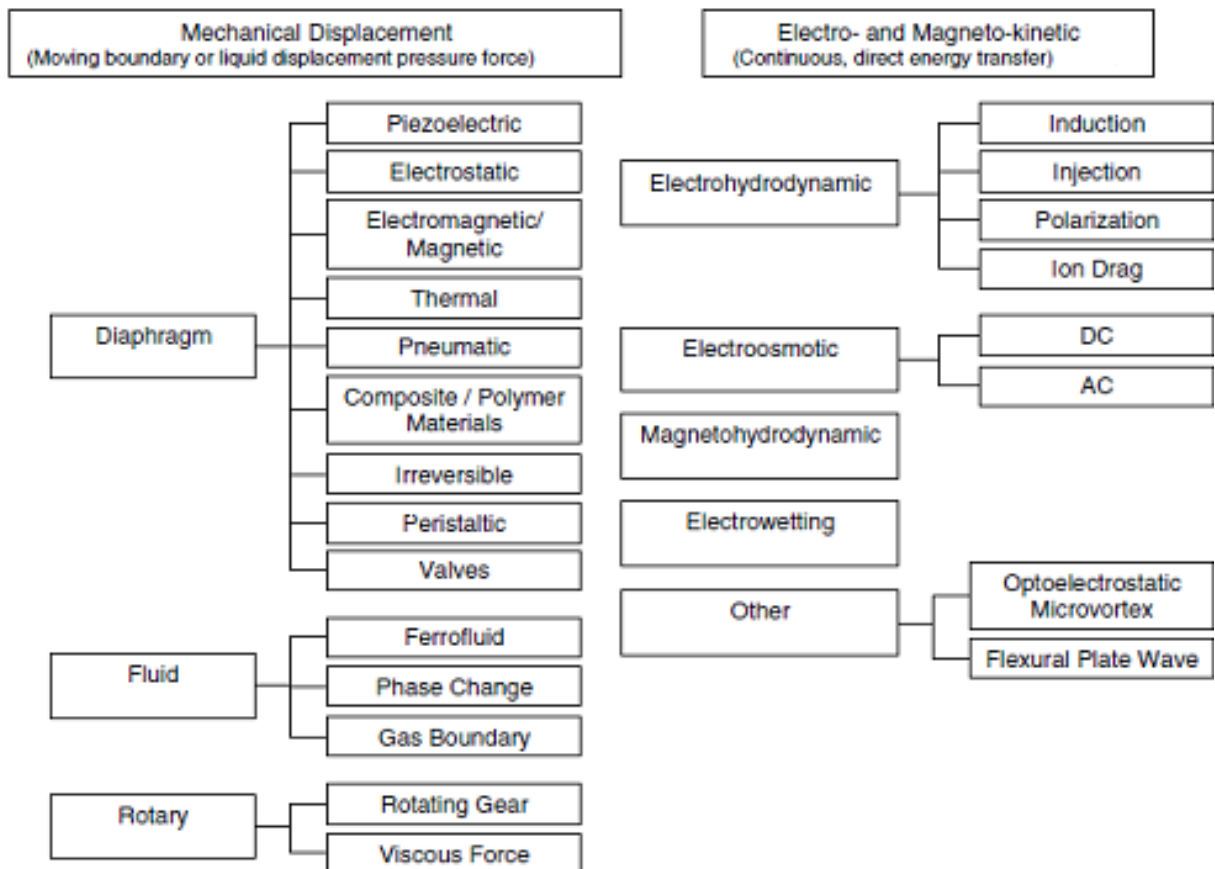 Mechanical Displacement
(Moving boundary or liquid displacement pressure force)
Diaphragm
Piezoelectric
Electrostatic
Electromagnetic/
Magnetic
Thermal
Pneumatic
Composite / Polymer
Materials
Irreversible
Peristaltic
Valves
Fluid
Ferrofluid
Phase Change
Gas Boundary
Rotary
Rotating Gear
Viscous Force
Electro- and Magneto-kinetic
(Continuous, direct energy transfer)
Electrohydrodynamic
Induction
Injection
Polarization
Ion Drag
Electroosmotic
DC
AC
Magnetohydrodynamic
Electrowetting
Other
Optoelectrostatic
Microvortex
Flexural Plate Wave